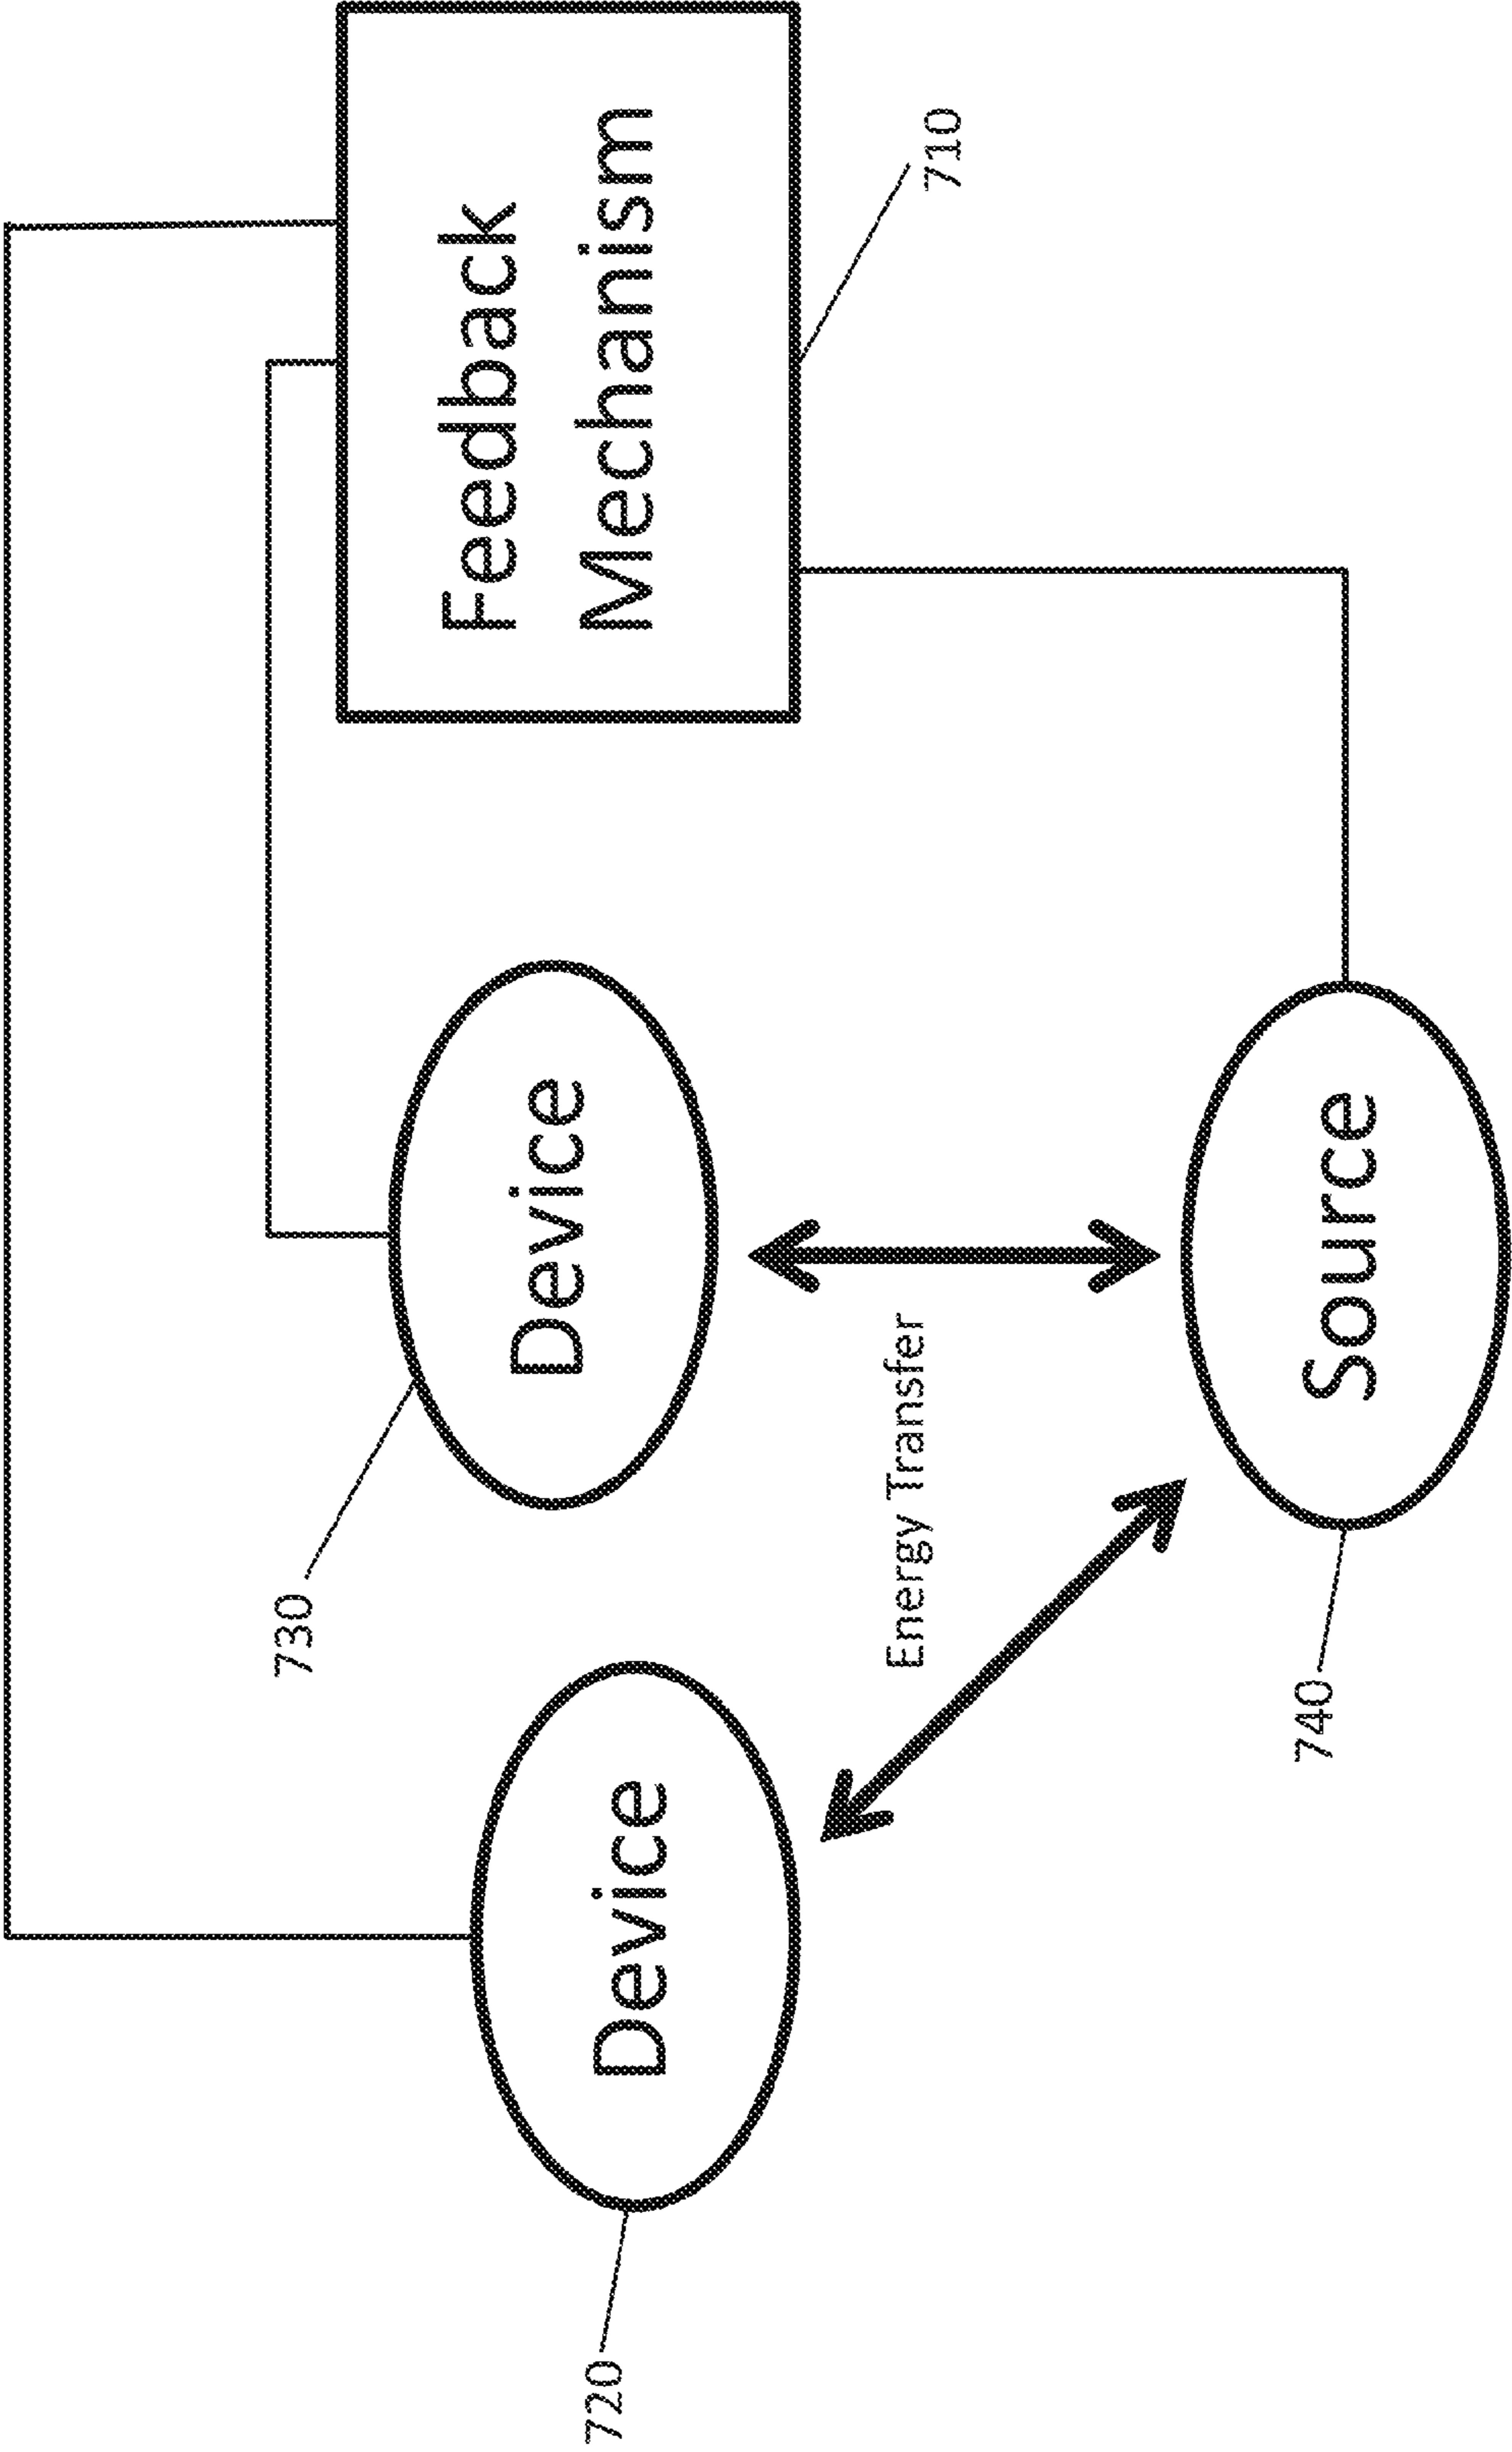 Feedback
Mechanism
710
Device
730
Device
720
Energy Transfer
Source
740